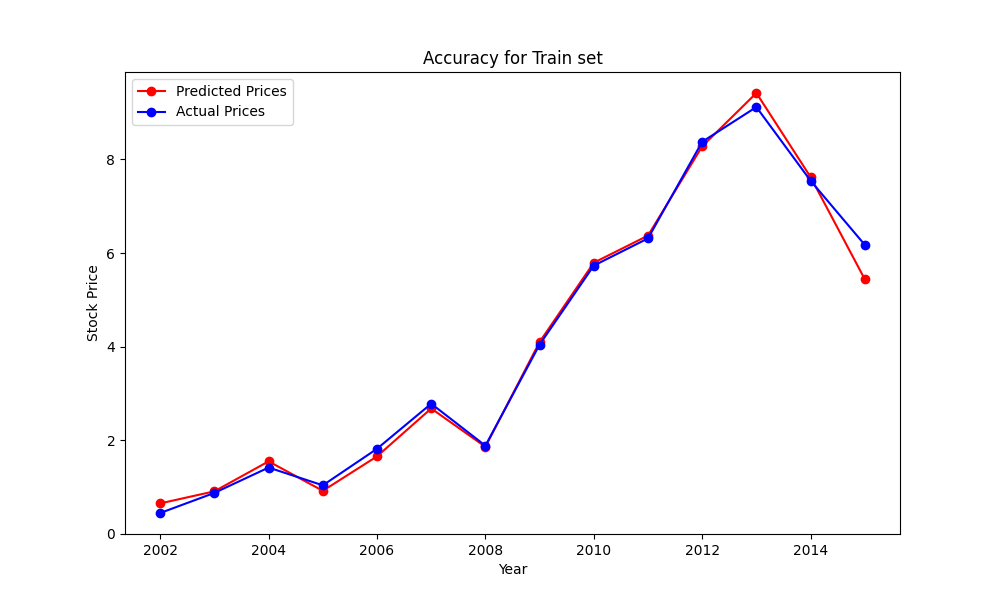 Accuracy for Train set
Predicted Prices
Actual Prices
8
6
4
2
0
Stock Price
2002 2004 2006 2008 2010 2012 2014
Year